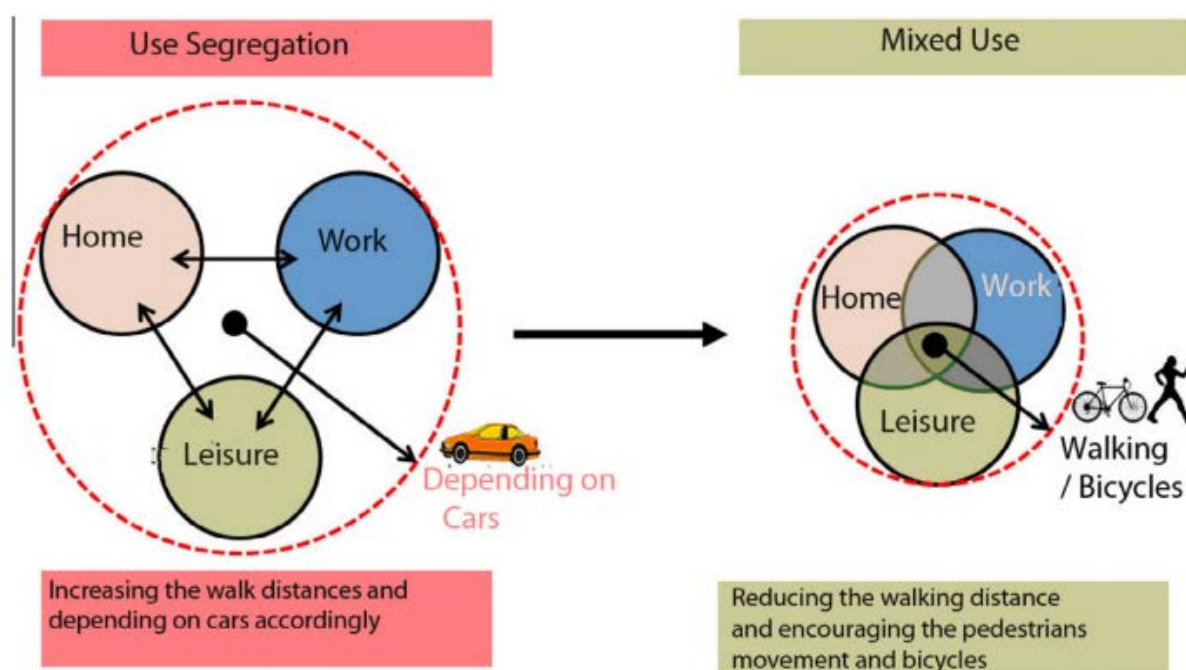 Use Segregation
Mixed Use
Home
Work
Leisure
Depending on
Cars
Home
Work
Leisure
Walking
/ Bicycles
Increasing the walk distances and
depending on cars accordingly
Reducing the walking distance
and encouraging the pedestrians
movement and bicycles